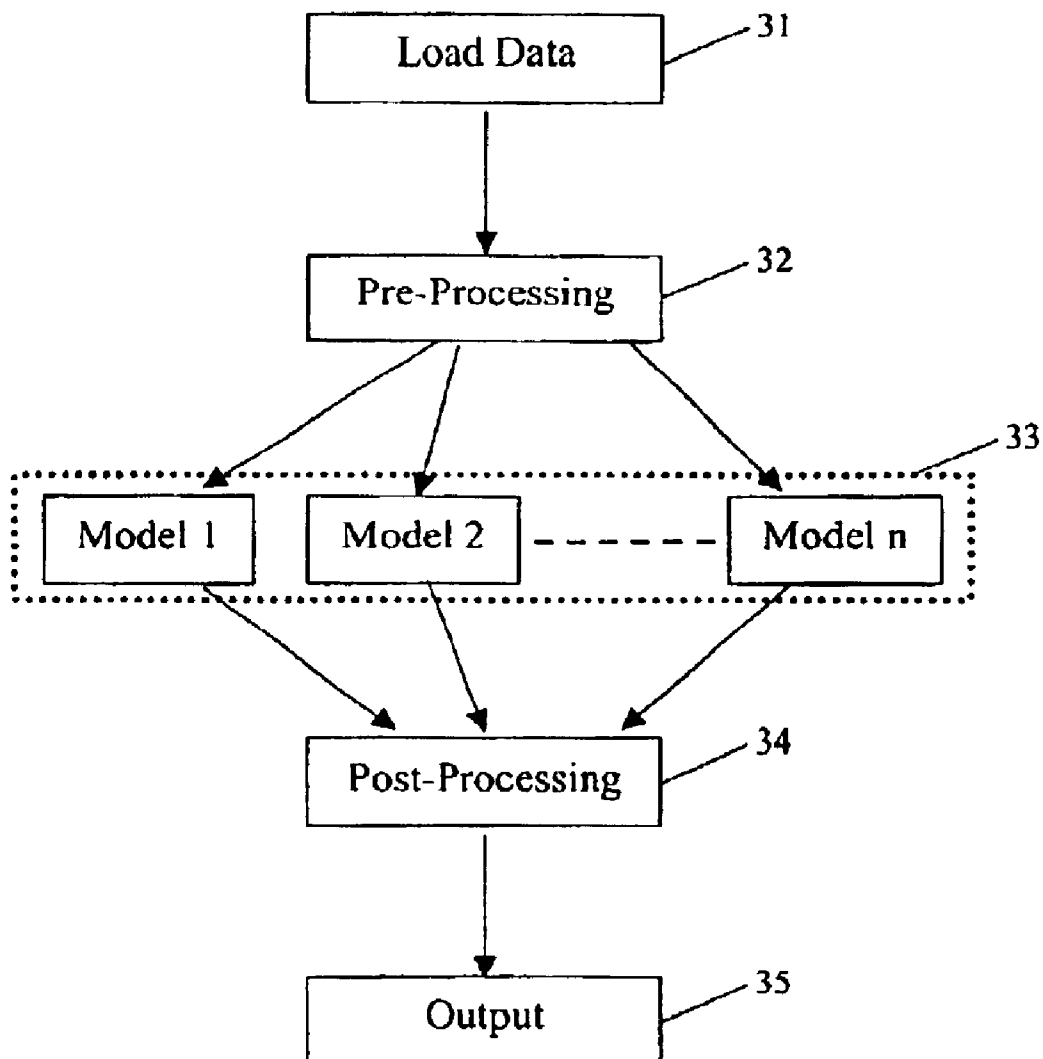 Load Data
31
Pre-Processing
32
33
Model 1
Model 2
Model n
Post-Processing
34
Output
35